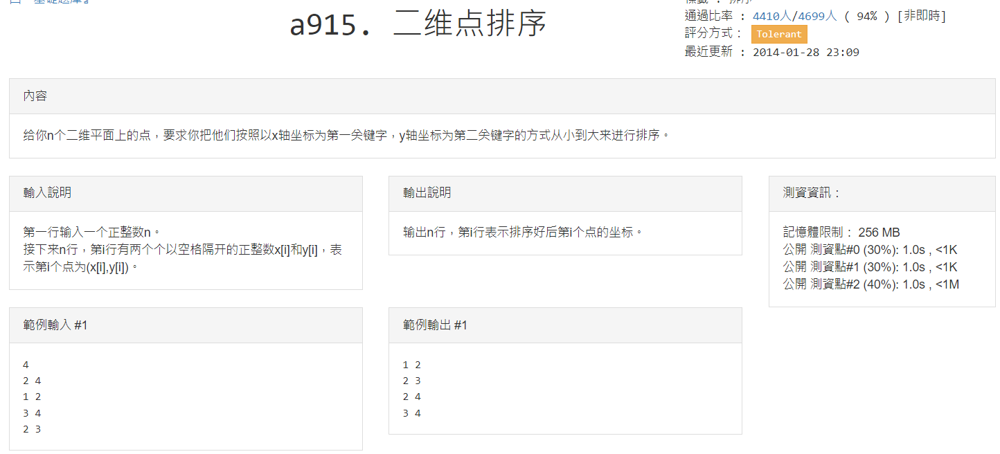 a915. 二维点排序
通過比率 : 4410人/4699人 ( 94% ) [非即時]
評分方式 : Tolerant
最近更新 : 2014-01-28 23:09
內容
给你n个二维平面上的点，要求你把他们按照以x轴坐标为第一关键字，y轴坐标为第二关键字的方式从小到大来进行排序。
輸入說明
第一行输入一个正整数n。
接下来n行，第i行有两个个以空格隔开的正整数x[i]和y[i]，表
示第i个点为(x[i],y[i])。
輸出說明
输出n行，第i行表示排序好后第i个点的坐标。
測資資訊：
記憶體限制： 256 MB
公開 測資點#0 (30%): 1.0s , <1K
公開 測資點#1 (30%): 1.0s , <1K
公開 測資點#2 (40%): 1.0s , <1M
範例輸入 #1
4
2 4
1 2
3 4
2 3
範例輸出 #1
1 2
2 3
2 4
3 4